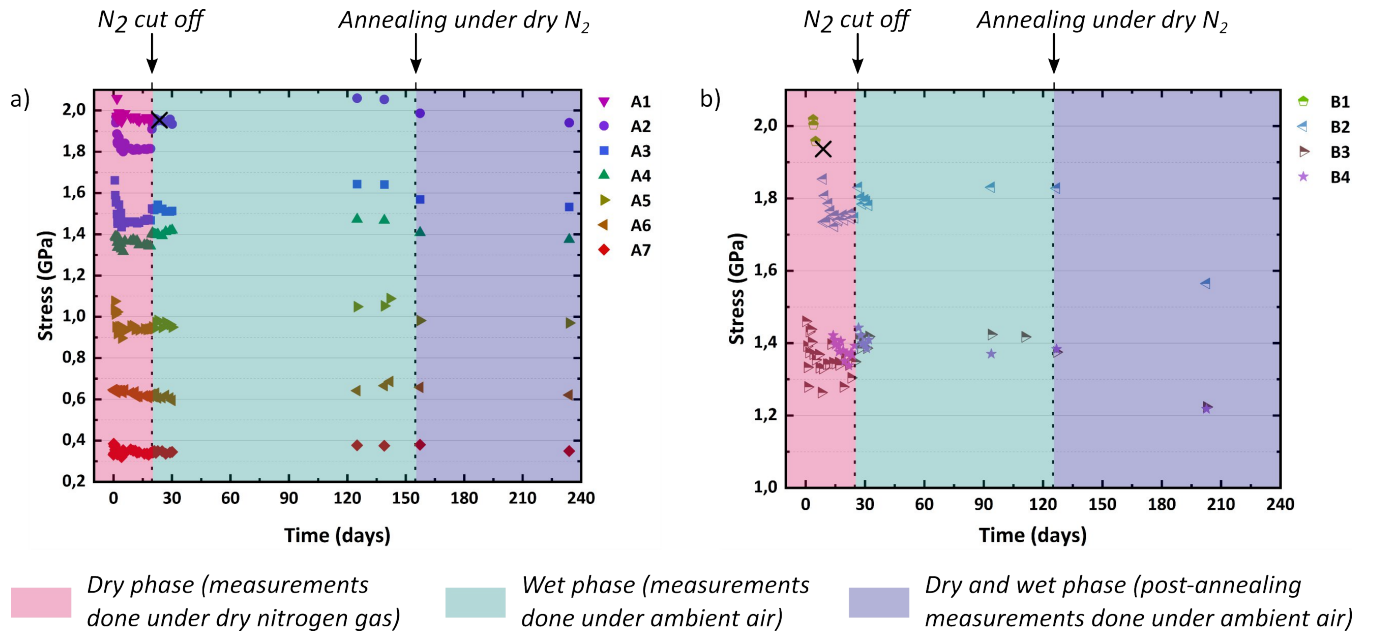 N2 cut off
Annealing under dry N2
N2 cut off
Annealing under dry N2
a)
2,0
1,8
1,6
1,4
1,2
1,0
0,8
0,6
0,4
0,2
Stress (GPa)
0 30 60 90 120 150 180 210 240
Time (days)
A1
A2
A3
A4
A5
A6
A7
b)
2,0
1,8
1,6
1,4
1,2
1,0
Stress (GPa)
0 30 60 90 120 150 180 210 240
Time (days)
B1
B2
B3
B4
Dry phase (measurements
done under dry nitrogen gas)
Wet phase (measurements
done under ambient air)
Dry and wet phase (post-annealing
measurements done under ambient air)